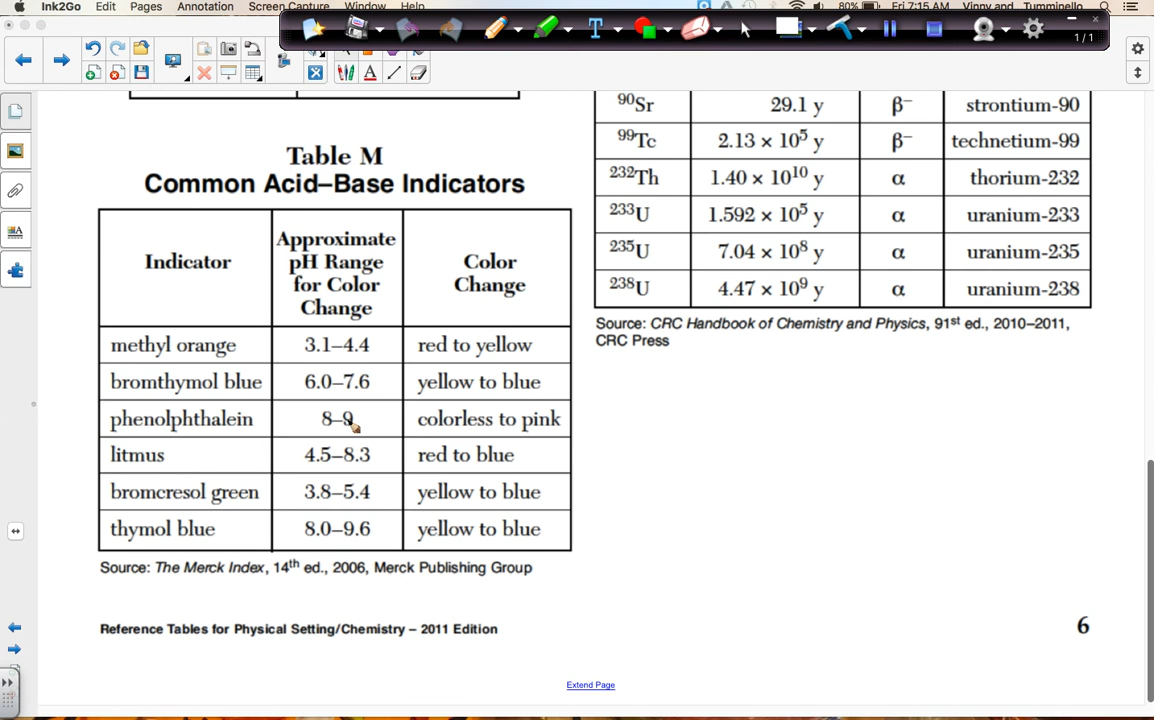 Ink2Go Edit Pages Annotation Screen Capture Window Help
80% Fri 7:15 AM Vinny and Tumminello
1 / 1
90Sr 29.1 y β− strontium-90
99Tc 2.13 × 10⁵ y β− technetium-99
232Th 1.40 × 10¹⁰ y α thorium-232
233U 1.592 × 10⁵ y α uranium-233
235U 7.04 × 10⁸ y α uranium-235
238U 4.47 × 10⁹ y α uranium-238
Source: CRC Handbook of Chemistry and Physics, 91st ed., 2010–2011,
CRC Press
Table M
Common Acid–Base Indicators
Indicator
Approximate
pH Range
for Color
Change
Color
Change
methyl orange 3.1–4.4 red to yellow
bromthymol blue 6.0–7.6 yellow to blue
phenolphthalein 8–9 colorless to pink
litmus 4.5–8.3 red to blue
bromcresol green 3.8–5.4 yellow to blue
thymol blue 8.0–9.6 yellow to blue
Source: The Merck Index, 14th ed., 2006, Merck Publishing Group
Reference Tables for Physical Setting/Chemistry – 2011 Edition
6
Extend Page